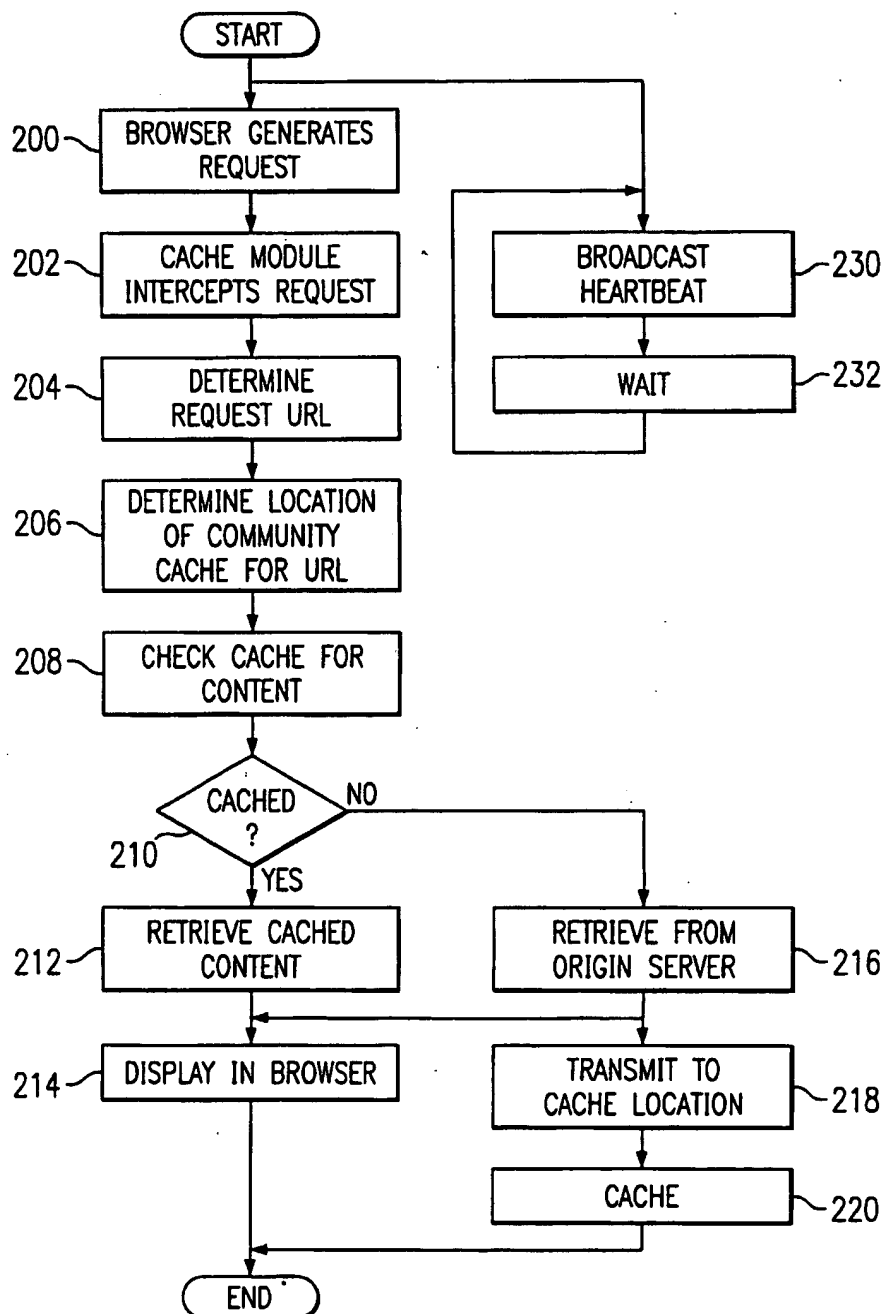 START
200
BROWSER GENERATES
REQUEST
202
CACHE MODULE
INTERCEPTS REQUEST
BROADCAST
HEARTBEAT
230
204
DETERMINE
REQUEST URL
WAIT
232
206
DETERMINE LOCATION
OF COMMUNITY
CACHE FOR URL
208
CHECK CACHE FOR
CONTENT
CACHED
?
NO
210
YES
212
RETRIEVE CACHED
CONTENT
RETRIEVE FROM
ORIGIN SERVER
216
214
DISPLAY IN BROWSER
TRANSMIT TO
CACHE LOCATION
218
CACHE
220
END